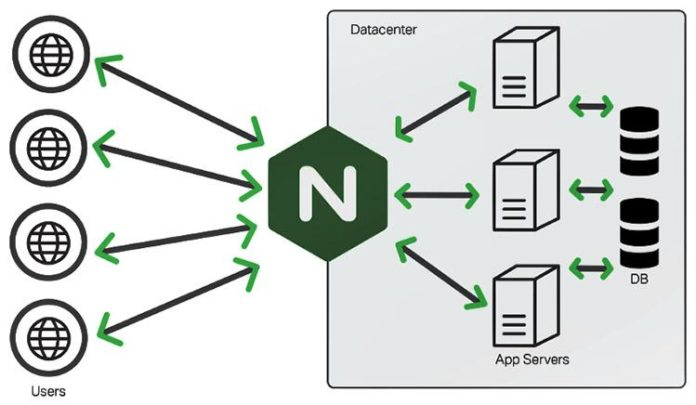 Datacenter
N
DB
App Servers
Users